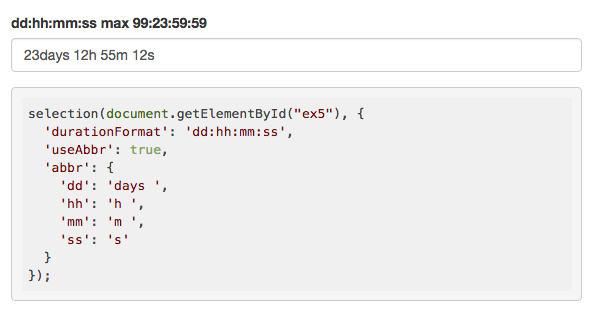 dd:hh:mm:ss max 99:23:59:59
23days 12h 55m 12s
selection(document.getElementById("ex5"), {
  'durationFormat': 'dd:hh:mm:ss',
  'useAbbr': true,
  'abbr': {
    'dd': 'days ',
    'hh': 'h ',
    'mm': 'm ',
    'ss': 's'
  }
});